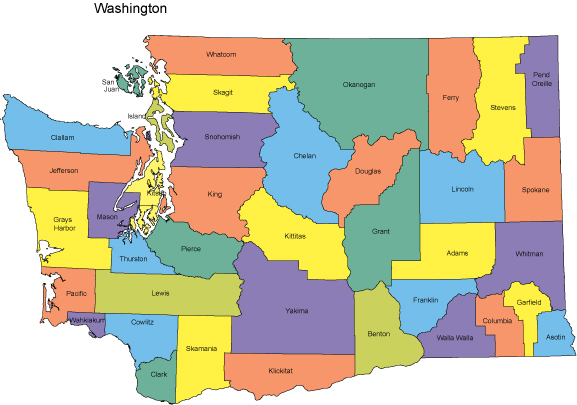 Washington
Whatcom
San
Juan
Skagit
Island
Snohomish
Clallam
Jefferson
Kitsap
King
Grays
Harbor
Mason
Chelan
Okanogan
Ferry
Stevens
Pend
Oreille
Douglas
Lincoln
Spokane
Kittitas
Grant
Adams
Whitman
Pierce
Thurston
Pacific
Lewis
Yakima
Wahkiakum
Cowlitz
Skamania
Clark
Klickitat
Benton
Franklin
Walla Walla
Columbia
Garfield
Asotin